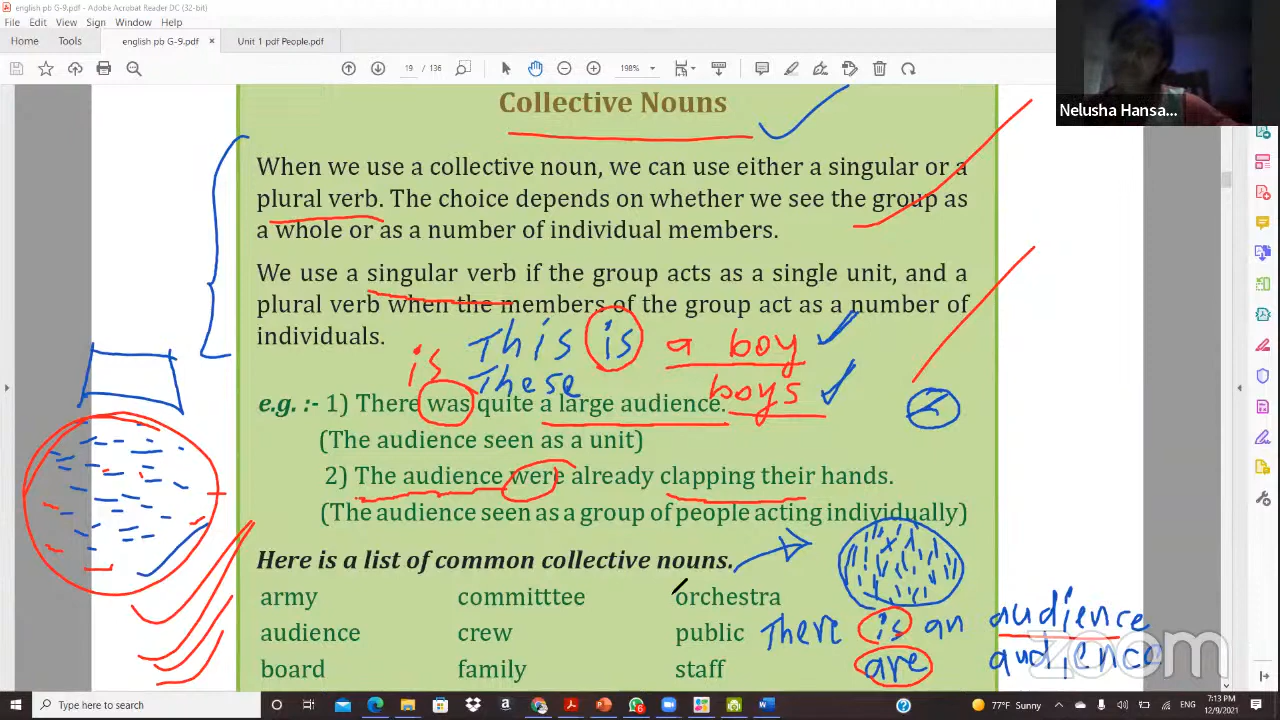 english pb G-9.pdf - Adobe Acrobat Reader DC (32-bit)
File Edit View Sign Window Help
Home Tools english pb G-9.pdf × Unit 1 pdf People.pdf
19 / 136 198%
Nelusha Hansa...
Collective Nouns
When we use a collective noun, we can use either a singular or a
plural verb. The choice depends on whether we see the group as
a whole or as a number of individual members.
We use a singular verb if the group acts as a single unit, and a
plural verb when the members of the group act as a number of
individuals.
This is a boy
is These boys
e.g. :- 1) There was quite a large audience.
(The audience seen as a unit)
2) The audience were already clapping their hands.
(The audience seen as a group of people acting individually)
Here is a list of common collective nouns.
army committtee orchestra
audience crew public
board family staff
There is an audience
are audience
zoom
Type here to search
6
77°F Sunny
7:13 PM
12/9/2021